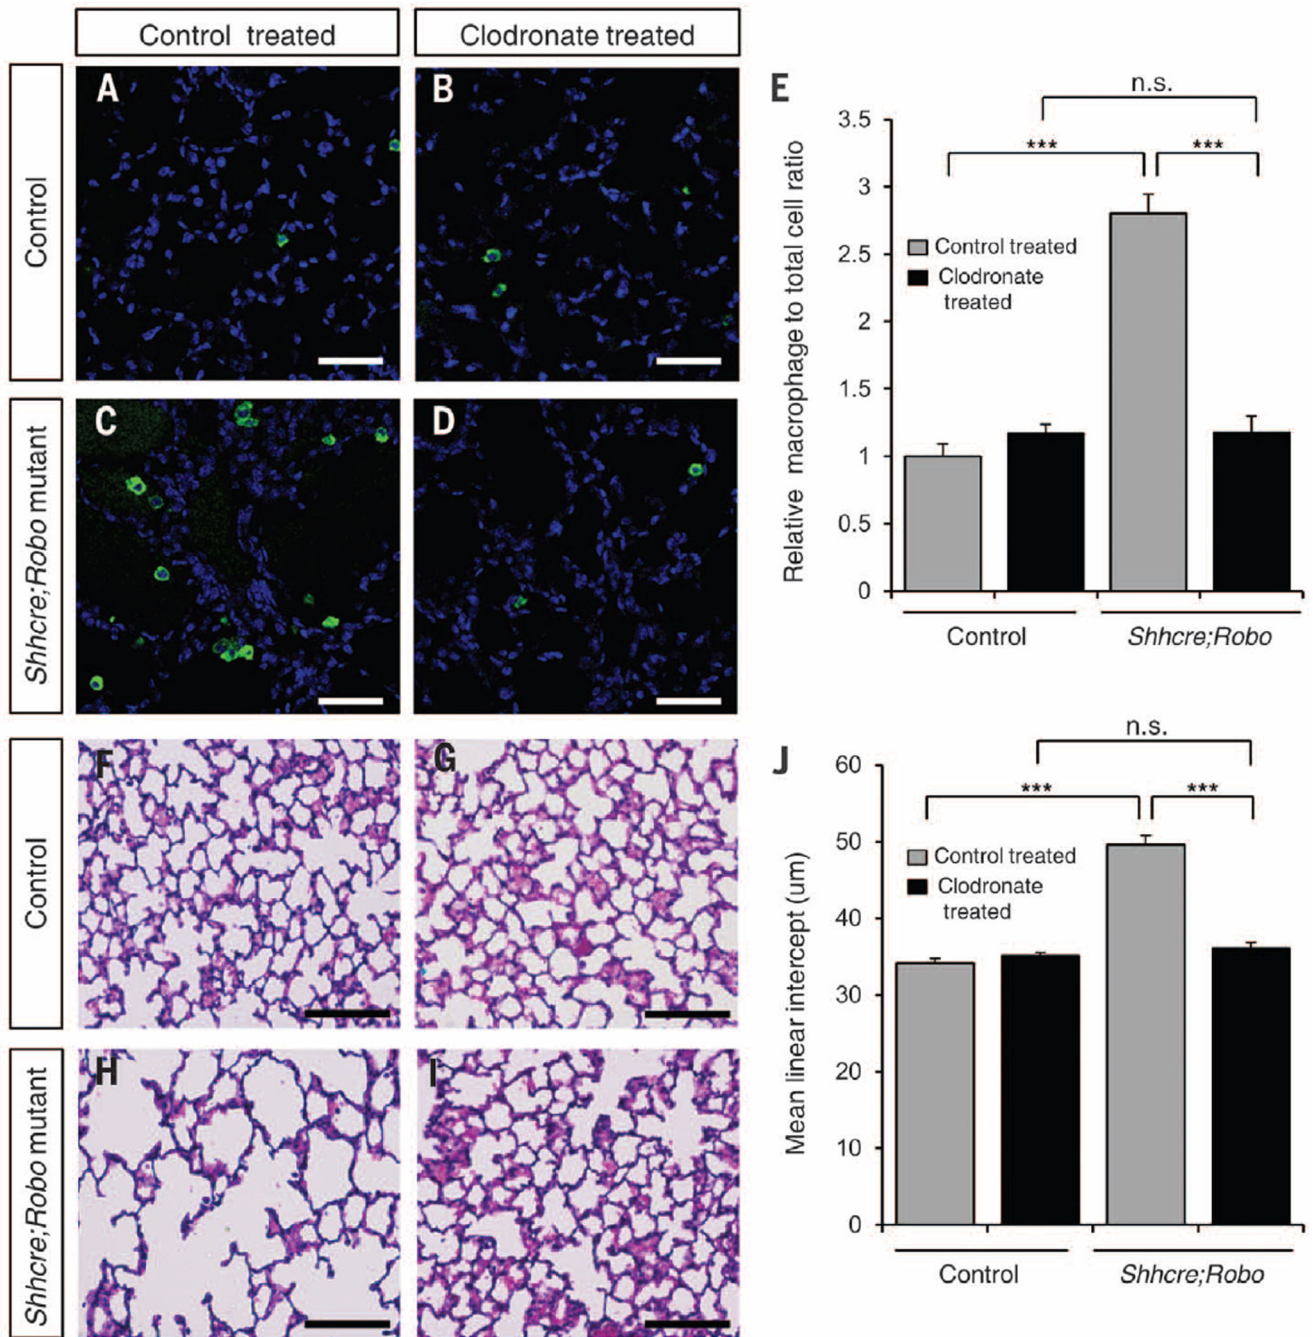 Control treated
Clodronate treated
Control
A
B
Shhcre;Robo mutant
C
D
E
n.s.
***
***
3.5
3
2.5
2
1.5
1
0.5
0
Relative macrophage to total cell ratio
Control treated
Clodronate
treated
Control
Shhcre;Robo
Control
F
G
Shhcre;Robo mutant
H
I
J
n.s.
***
***
60
50
40
30
20
10
0
Mean linear intercept (um)
Control treated
Clodronate
treated
Control
Shhcre;Robo